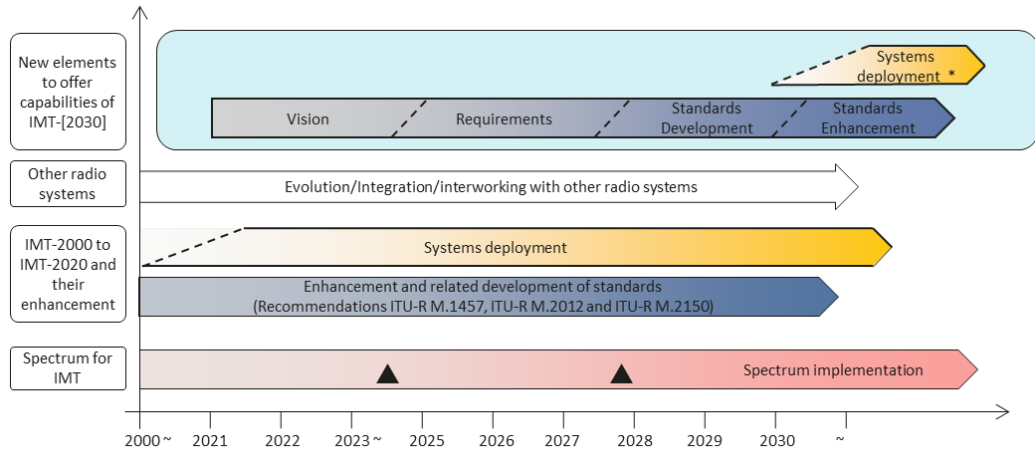 New elements
to offer
capabilities of
IMT-[2030]
Systems
deployment *
Vision
Requirements
Standards
Development
Standards
Enhancement
Other radio
systems
Evolution/Integration/interworking with other radio systems
IMT-2000 to
IMT-2020 and
their
enhancement
Systems deployment
Enhancement and related development of standards
(Recommendations ITU-R M.1457, ITU-R M.2012 and ITU-R M.2150)
Spectrum for
IMT
Spectrum implementation
2000 ~ 2021 2022 2023 ~ 2025 2026 2027 2028 2029 2030 ~